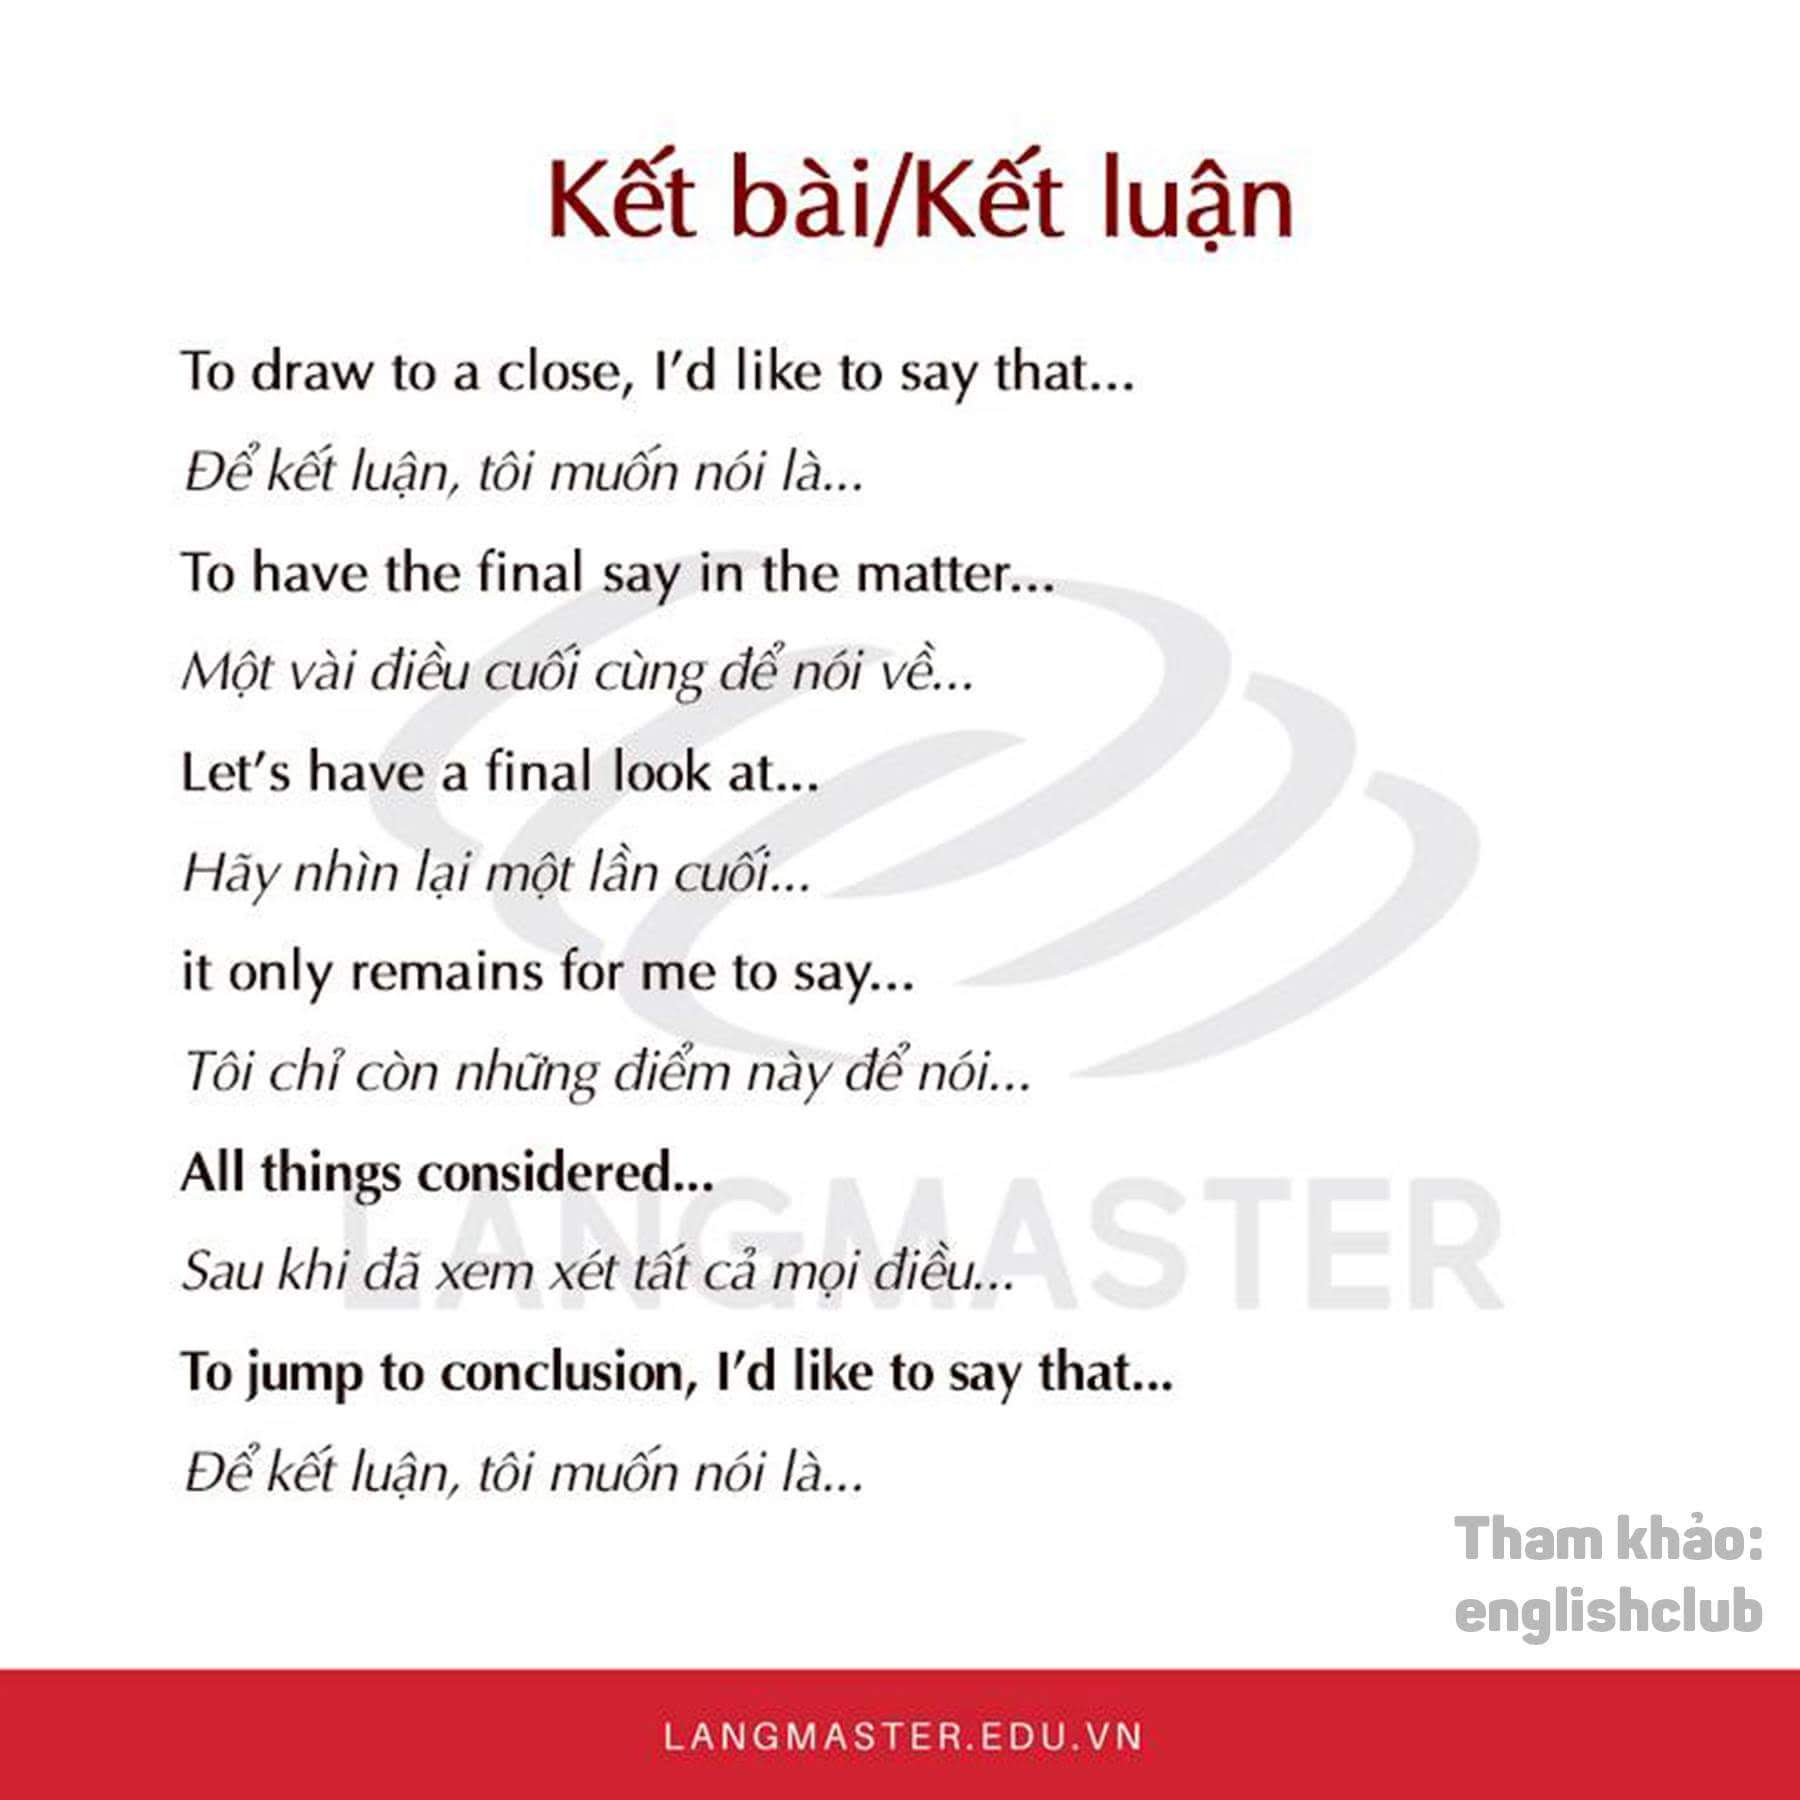 Kết bài/Kết luận
To draw to a close, I’d like to say that...
Để kết luận, tôi muốn nói là...
To have the final say in the matter...
Một vài điều cuối cùng để nói về...
Let’s have a final look at...
Hãy nhìn lại một lần cuối...
it only remains for me to say...
Tôi chỉ còn những điểm này để nói...
All things considered...
Sau khi đã xem xét tất cả mọi điều...
To jump to conclusion, I’d like to say that...
Để kết luận, tôi muốn nói là...
LANGMASTER
Tham khảo:
englishclub
LANGMASTER.EDU.VN